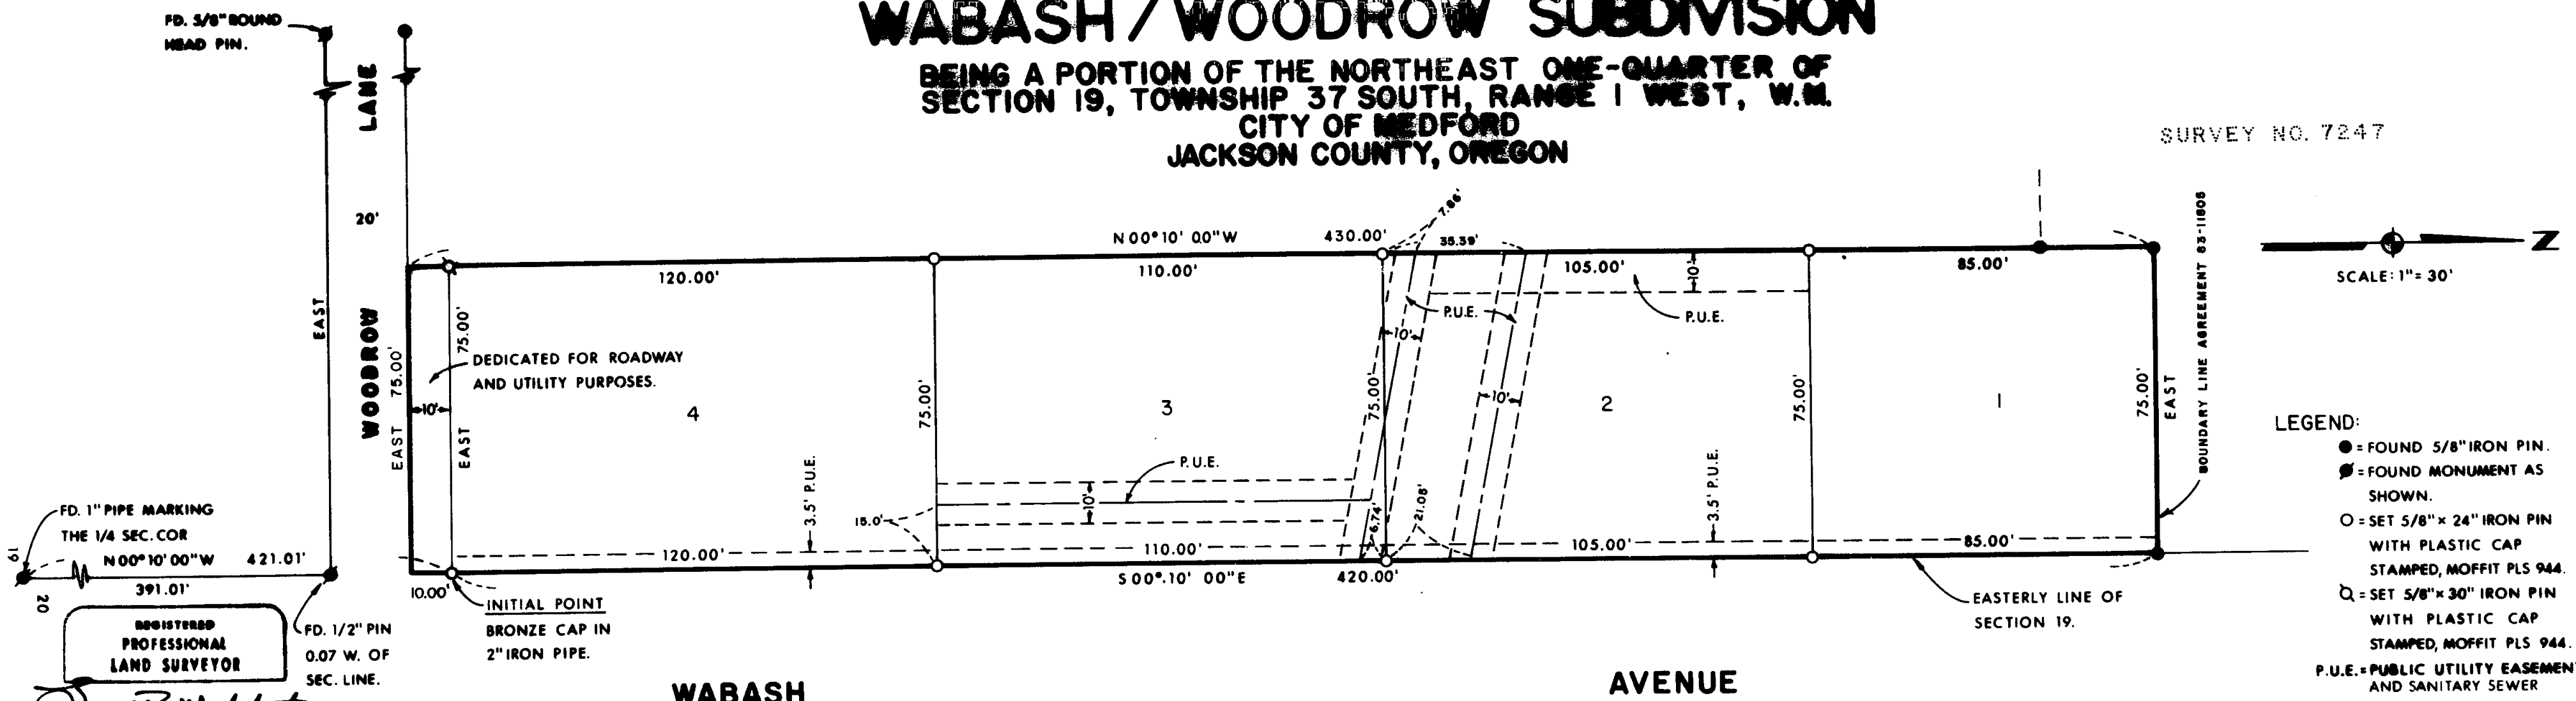 WABASH/WOODROW SUBDIVISION
BEING A PORTION OF THE NORTHEAST ONE-QUARTER OF
SECTION 19, TOWNSHIP 37 SOUTH, RANGE 1 WEST, W.M.
CITY OF MEDFORD
JACKSON COUNTY, OREGON
SURVEY NO. 7247
FD. 5/8" ROUND
HEAD PIN.
WOODROW LANE
20'
EAST
N 00°10' 00"W 430.00'
7.86'
35.39'
120.00'
110.00'
105.00'
85.00'
10'
P.U.E.
P.U.E.
10'
10'
EAST 75.00'
EAST 75.00'
DEDICATED FOR ROADWAY
AND UTILITY PURPOSES.
10'
4
75.00'
3
75.00'
2
75.00'
1
75.00'
EAST
BOUNDARY LINE AGREEMENT 83-11605
Z
SCALE: 1"= 30'
P.U.E.
10'
15.0'
3.5' P.U.E.
6.74'
21.08'
3.5' P.U.E.
120.00'
110.00'
105.00'
85.00'
10.00'
S 00°.10' 00"E 420.00'
FD. 1" PIPE MARKING
THE 1/4 SEC. COR
N 00°10'00"W 421.01'
391.01'
19
20
FD. 1/2" PIN
0.07 W. OF
SEC. LINE.
INITIAL POINT
BRONZE CAP IN
2" IRON PIPE.
EASTERLY LINE OF
SECTION 19.
LEGEND:
= FOUND 5/8" IRON PIN.
= FOUND MONUMENT AS
SHOWN.
= SET 5/8"x 24" IRON PIN
WITH PLASTIC CAP
STAMPED, MOFFIT PLS 944.
= SET 5/8"x 30" IRON PIN
WITH PLASTIC CAP
STAMPED, MOFFIT PLS 944.
P.U.E.= PUBLIC UTILITY EASEMEN
AND SANITARY SEWER
REGISTERED
PROFESSIONAL
LAND SURVEYOR
WABASH AVENUE